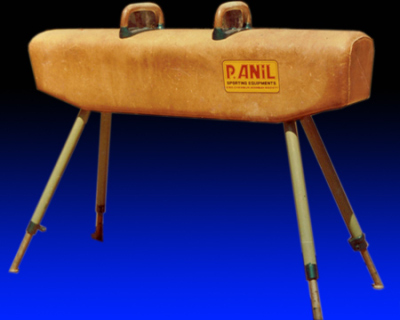 P. ANIL
SPORTING EQUIPMENTS